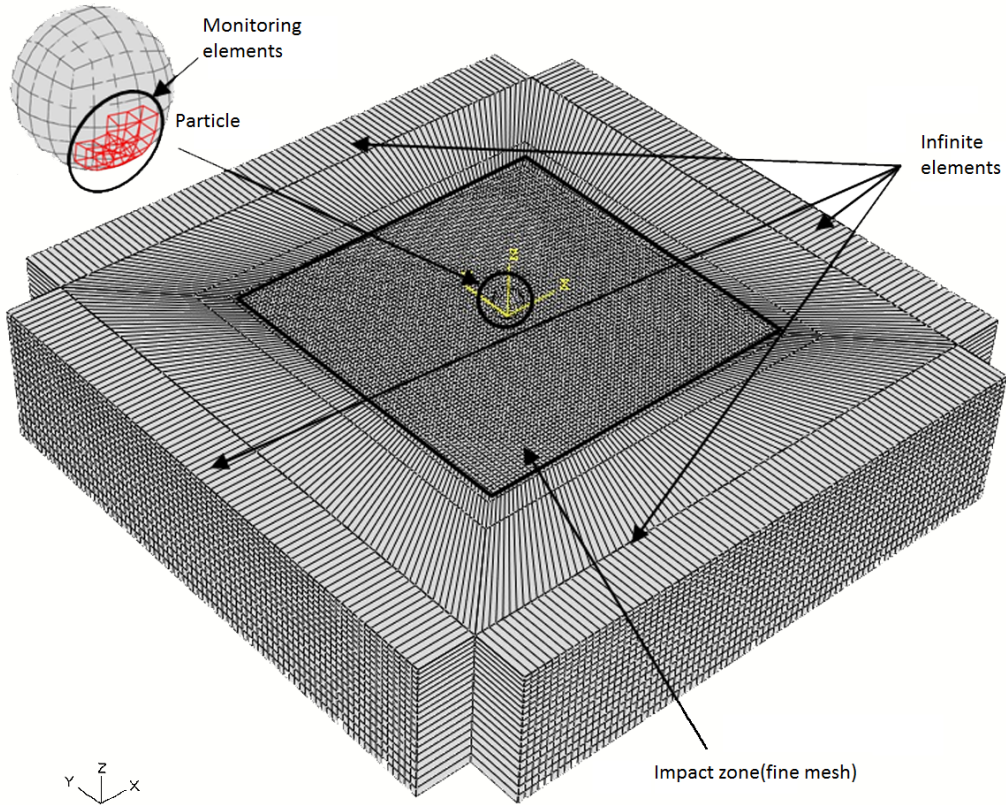 Monitoring
elements
Particle
Infinite
elements
Z
X
Impact zone(fine mesh)
Z
Y
X